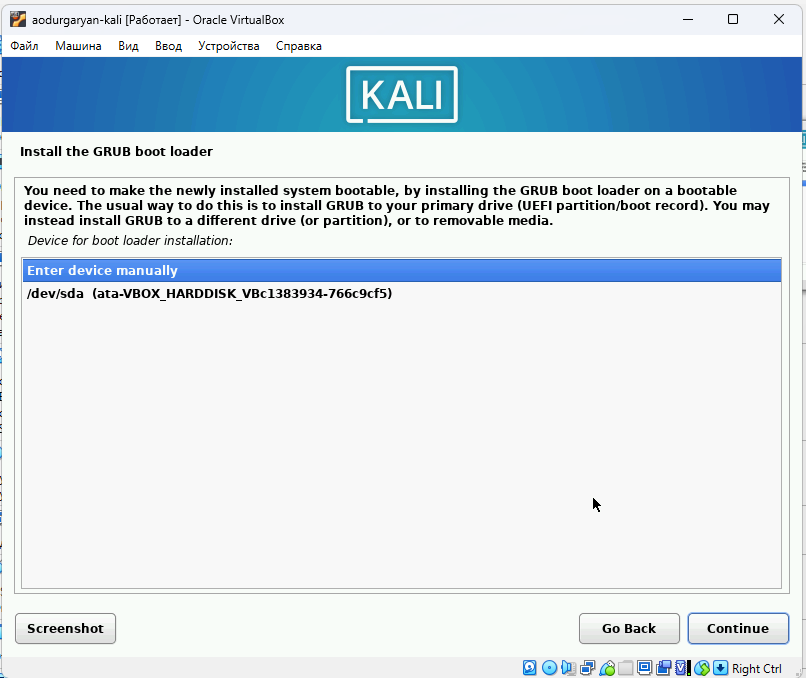 aodurgaryan-kali [Работает] - Oracle VirtualBox
Файл Машина Вид Ввод Устройства Справка
KALI
Install the GRUB boot loader
You need to make the newly installed system bootable, by installing the GRUB boot loader on a bootable
device. The usual way to do this is to install GRUB to your primary drive (UEFI partition/boot record). You may
instead install GRUB to a different drive (or partition), or to removable media.
Device for boot loader installation:
Enter device manually
/dev/sda (ata-VBOX_HARDDISK_VBc1383934-766c9cf5)
Screenshot Go Back Continue
Right Ctrl